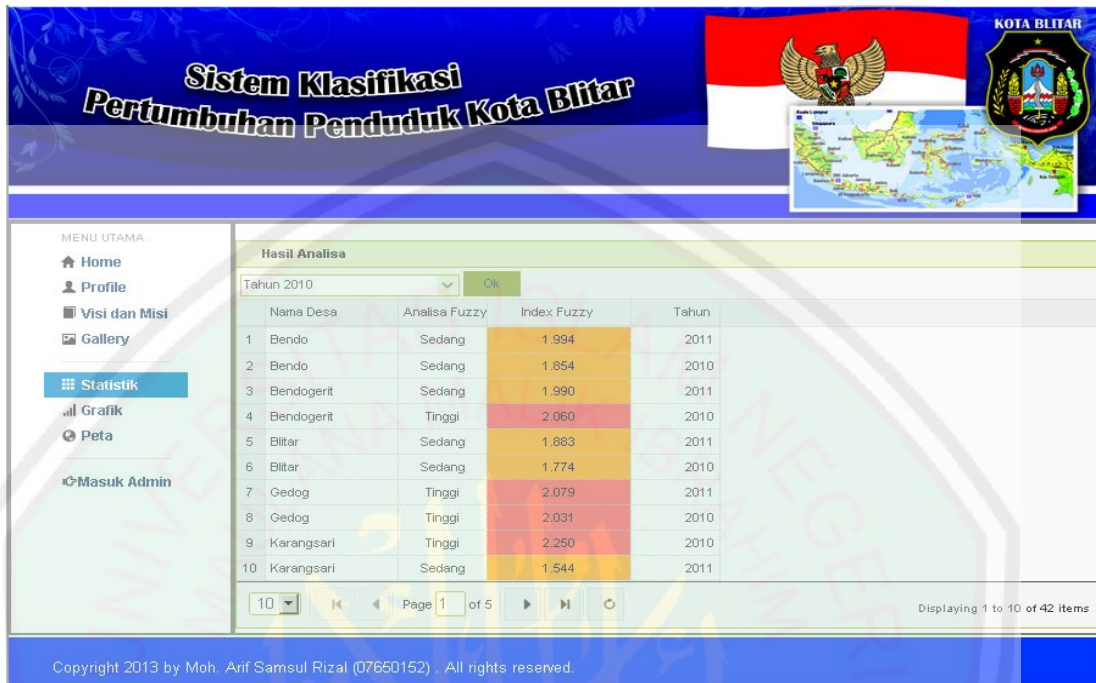 KOTA BLITAR
Sistem Klasifikasi
Pertumbuhan Penduduk Kota Blitar
Kuala Lumpur
Singapura
MENU UTAMA
Home
Profile
Visi dan Misi
Gallery
Statistik
Grafik
Peta
Masuk Admin
Hasil Analisa
Tahun 2010 Ok
Nama Desa Analisa Fuzzy Index Fuzzy Tahun
1 Bendo Sedang 1.994 2011
2 Bendo Sedang 1.854 2010
3 Bendogerit Sedang 1.990 2011
4 Bendogerit Tinggi 2.060 2010
5 Blitar Sedang 1.883 2011
6 Blitar Sedang 1.774 2010
7 Gedog Tinggi 2.079 2011
8 Gedog Tinggi 2.031 2010
9 Karangsari Tinggi 2.250 2010
10 Karangsari Sedang 1.544 2011
10 Page 1 of 5 Displaying 1 to 10 of 42 items
Copyright 2013 by Moh. Arif Samsul Rizal (07650152) . All rights reserved.